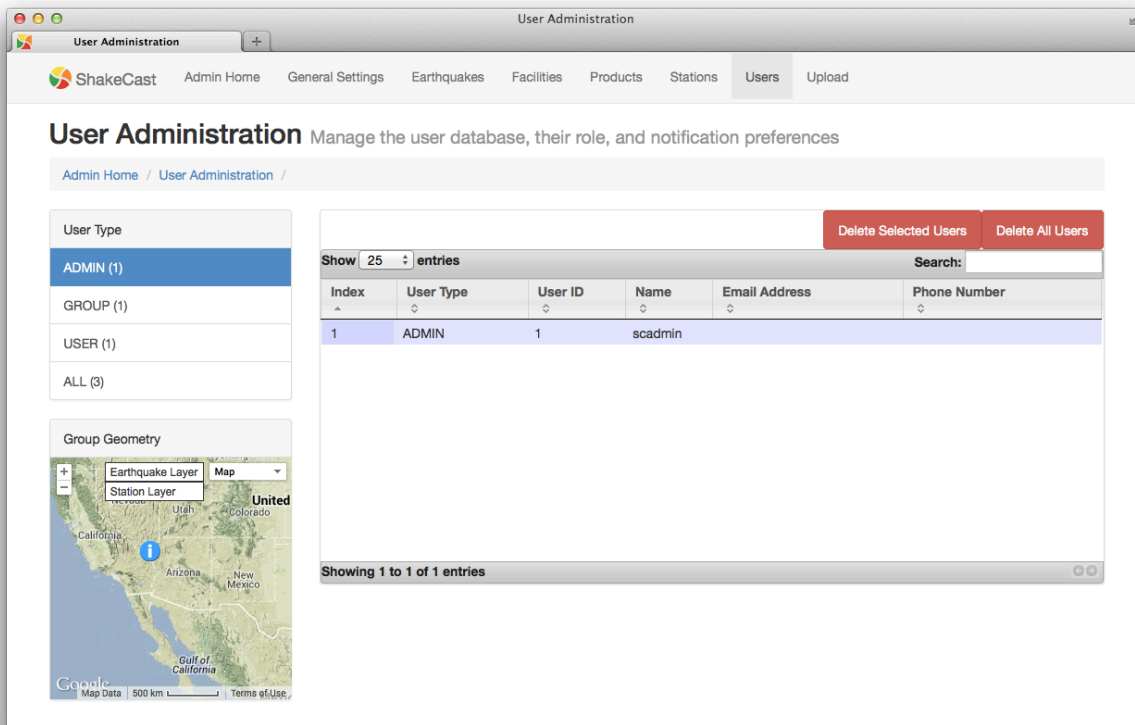 User Administration
User Administration
ShakeCast Admin Home General Settings Earthquakes Facilities Products Stations Users Upload
User Administration Manage the user database, their role, and notification preferences
Admin Home / User Administration /
User Type
ADMIN (1)
GROUP (1)
USER (1)
ALL (3)
Delete Selected Users Delete All Users
Show 25 entries Search:
Index User Type User ID Name Email Address Phone Number
1 ADMIN 1 scadmin
Showing 1 to 1 of 1 entries
Group Geometry
+ Earthquake Layer Map
− Station Layer
Nevada
United
Utah Colorado
California
i
Arizona New
Mexico
Gulf of
California
Google
Map Data 500 km Terms of Use